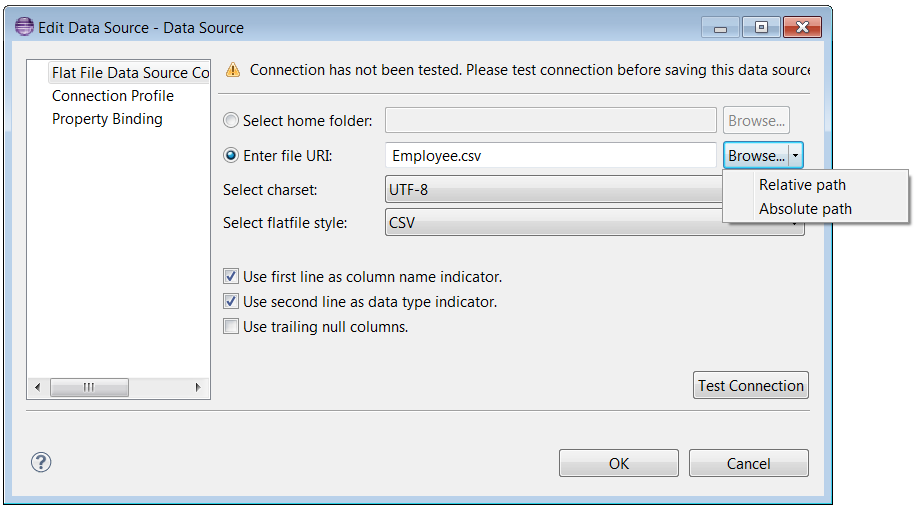 Edit Data Source - Data Source
Flat File Data Source Co
Connection Profile
Property Binding
Connection has not been tested. Please test connection before saving this data source
Select home folder: Browse...
Enter file URI: Employee.csv Browse...
Relative path
Absolute path
Select charset: UTF-8
Select flatfile style: CSV
Use first line as column name indicator.
Use second line as data type indicator.
Use trailing null columns.
Test Connection
OK Cancel